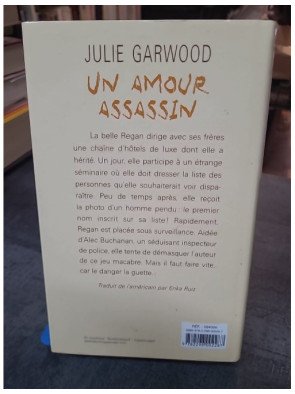 JULIE GARWOOD
UN AMOUR
ASSASSIN
La belle Regan dirige avec ses frères
une chaîne d'hôtels de luxe dont elle a
hérité. Un jour, elle participe à un étrange
séminaire où elle doit dresser la liste des
personnes qu'elle souhaiterait voir dispa-
raître. Peu de temps après, elle reçoit
la photo d'un homme pendu : le premier
nom inscrit sur sa liste ! Rapidement,
Regan est placée sous surveillance. Aidée
d'Alec Buchanan, un séduisant inspecteur
de police, elle tente de démasquer l'auteur
de ce jeu macabre. Mais il faut faire vite...
car le danger la guette...
Traduit de l'américain par Erika Ruiz